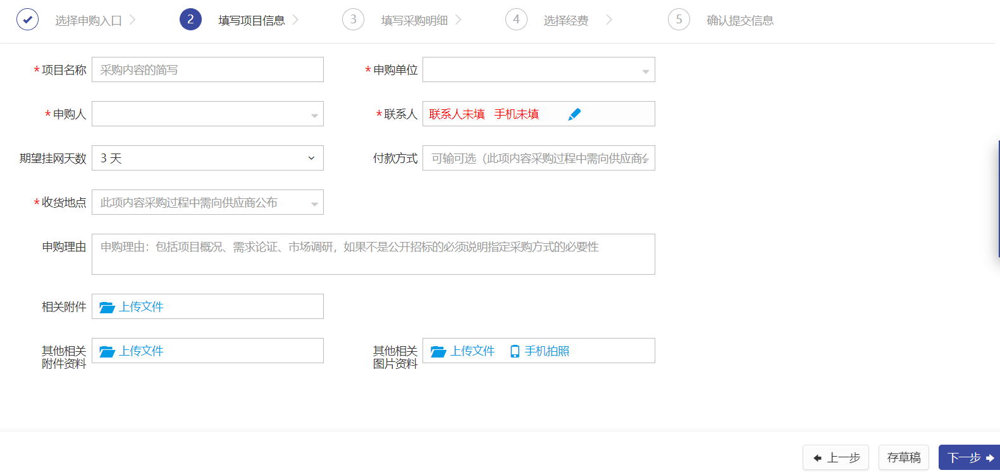 选择申购入口
2 填写项目信息
3 填写采购明细
4 选择经费
5 确认提交信息
*项目名称 采购内容的简写
*申购单位
*申购人
*联系人 联系人未填 手机未填
期望挂网天数 3 天
付款方式 可输可选（此项内容采购过程中需向供应商
*收货地点 此项内容采购过程中需向供应商公布
申购理由 申购理由：包括项目概况、需求论证、市场调研，如果不是公开招标的必须说明指定采购方式的必要性
相关附件 上传文件
其他相关
附件资料
上传文件
其他相关
图片资料
上传文件 手机拍照
上一步 存草稿 下一步